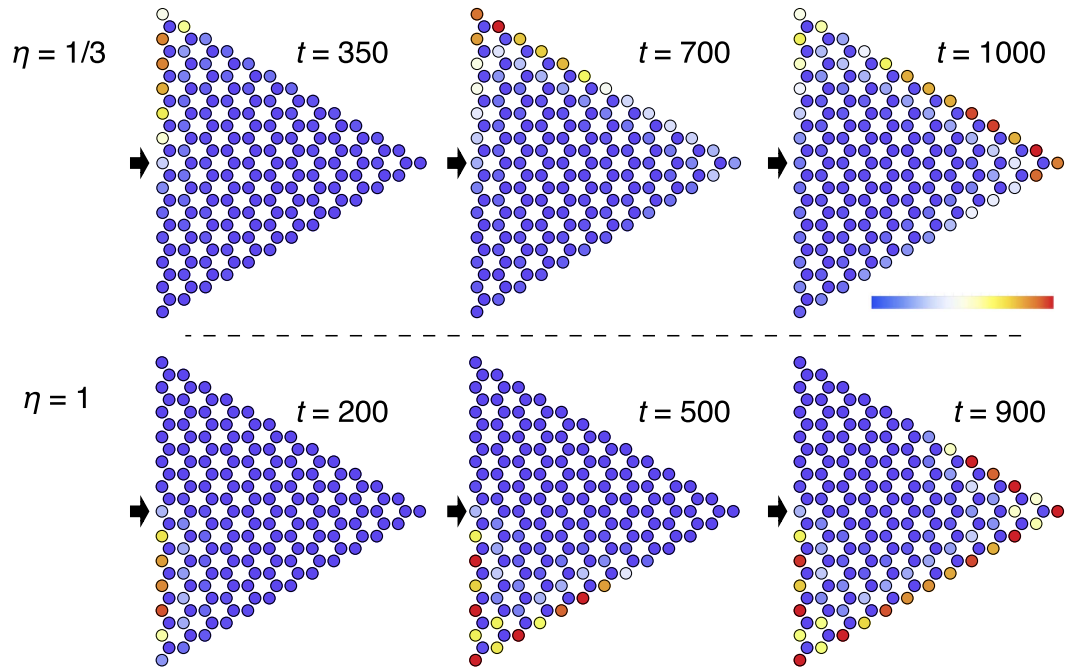 η = 1/3
t = 350
t = 700
t = 1000
η = 1
t = 200
t = 500
t = 900